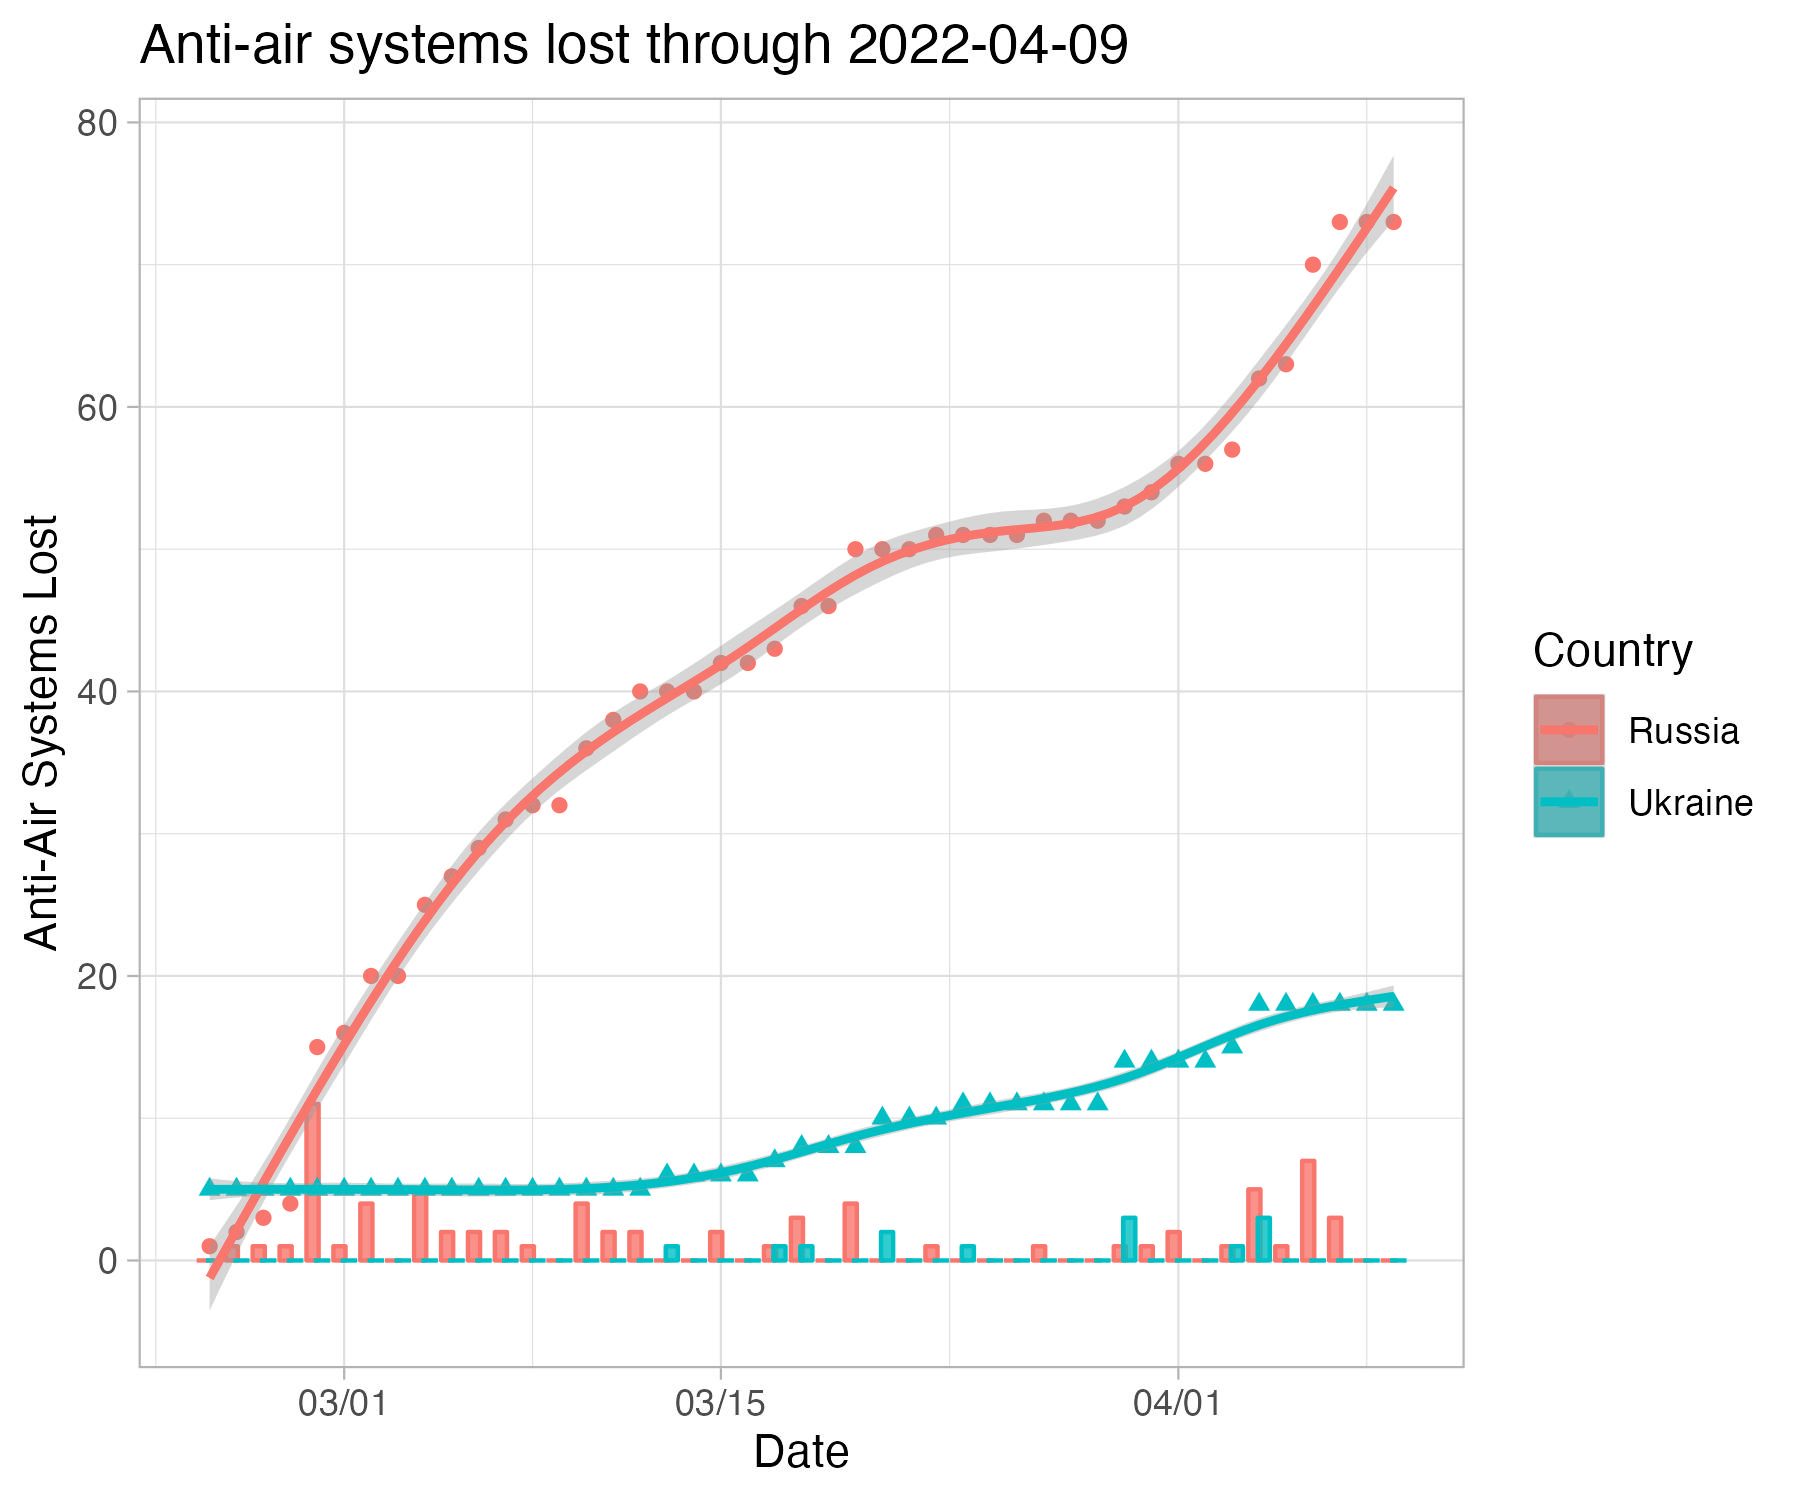 Anti-air systems lost through 2022-04-09
Anti-Air Systems Lost
80
60
40
20
0
03/01
03/15
04/01
Date
Country
Russia
Ukraine